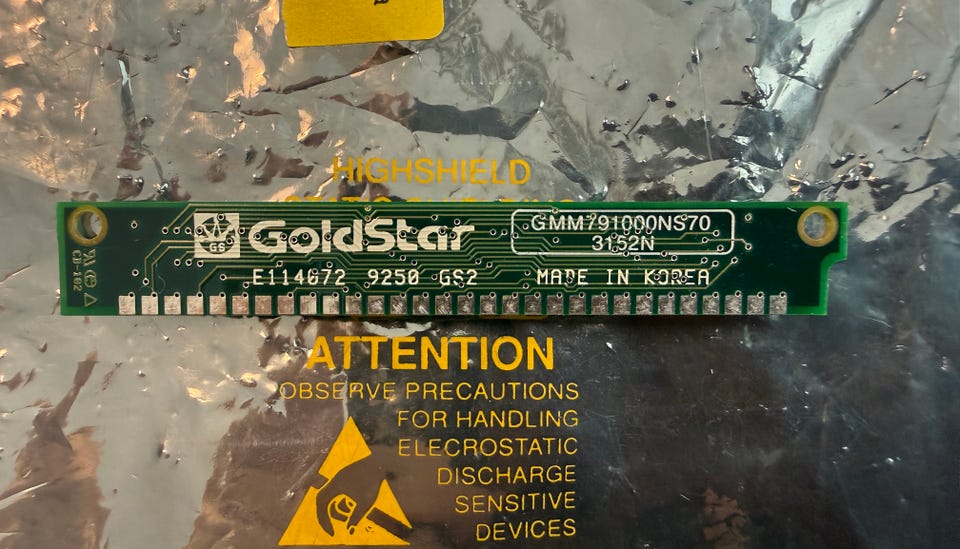 HIGHSHIELD
GS
GoldStar
GMM791000NS70
3152N
E114672 9250 GS2 MADE IN KOREA
ATTENTION
OBSERVE PRECAUTIONS
FOR HANDLING
ELECROSTATIC
DISCHARGE
SENSITIVE
DEVICES